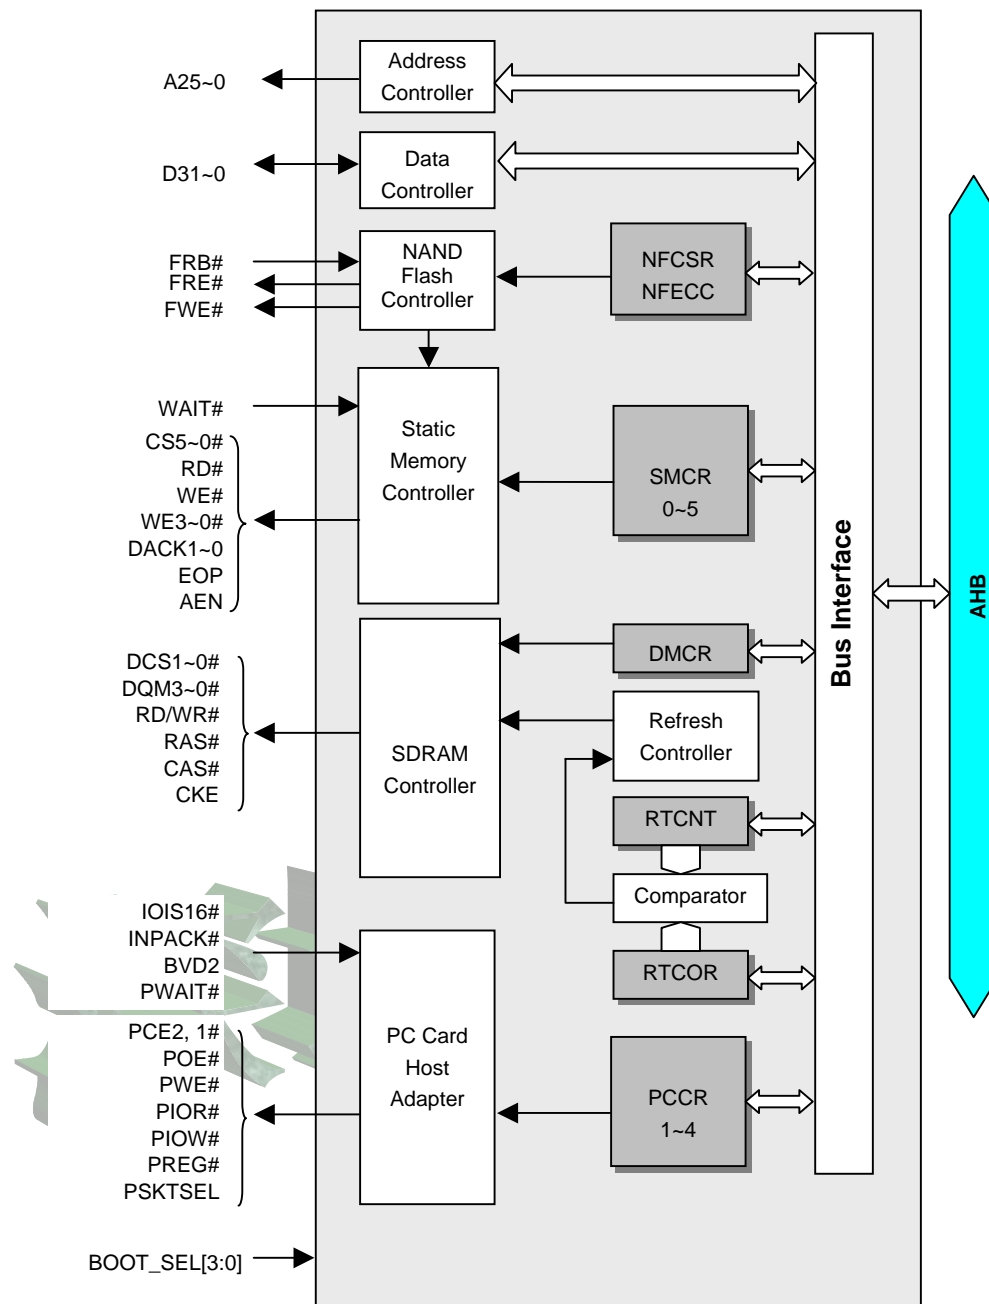 A25~0
Address
Controller
D31~0
Data
Controller
FRB#
FRE#
FWE#
NAND
Flash
Controller
NFCSR
NFECC
WAIT#
CS5~0#
RD#
WE#
WE3~0#
DACK1~0
EOP
AEN
Static
Memory
Controller
SMCR
0~5
Bus Interface
AHB
DCS1~0#
DQM3~0#
RD/WR#
RAS#
CAS#
CKE
SDRAM
Controller
DMCR
Refresh
Controller
RTCNT
Comparator
RTCOR
IOIS16#
INPACK#
BVD2
PWAIT#
PCE2, 1#
POE#
PWE#
PIOR#
PIOW#
PREG#
PSKTSEL
PC Card
Host
Adapter
PCCR
1~4
BOOT_SEL[3:0]